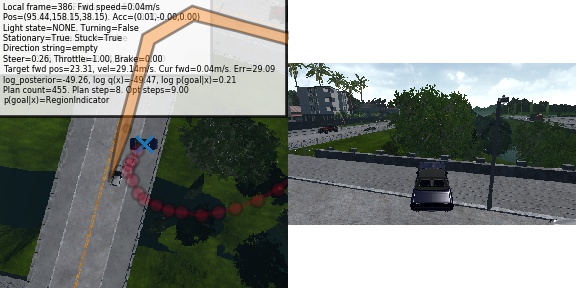 Local frame=386. Fwd speed=0.04m/s
Pos=(95.44,158.15,38.15). Acc=(0.01,-0.00,0.00)
Light state=NONE. Turning=False
Stationary=True. Stuck=True
Direction string=empty
Steer=0.26, Throttle=1.00, Brake=0.00
Target fwd pos=23.31, vel=29.14m/s. Cur fwd=0.04m/s. Err=29.09
log_posterior=-49.26, log q(x)=-49.47, log p(goal|x)=0.21
Plan count=455. Plan step=8. Opt steps=9.00
p(goal|x)=RegionIndicator